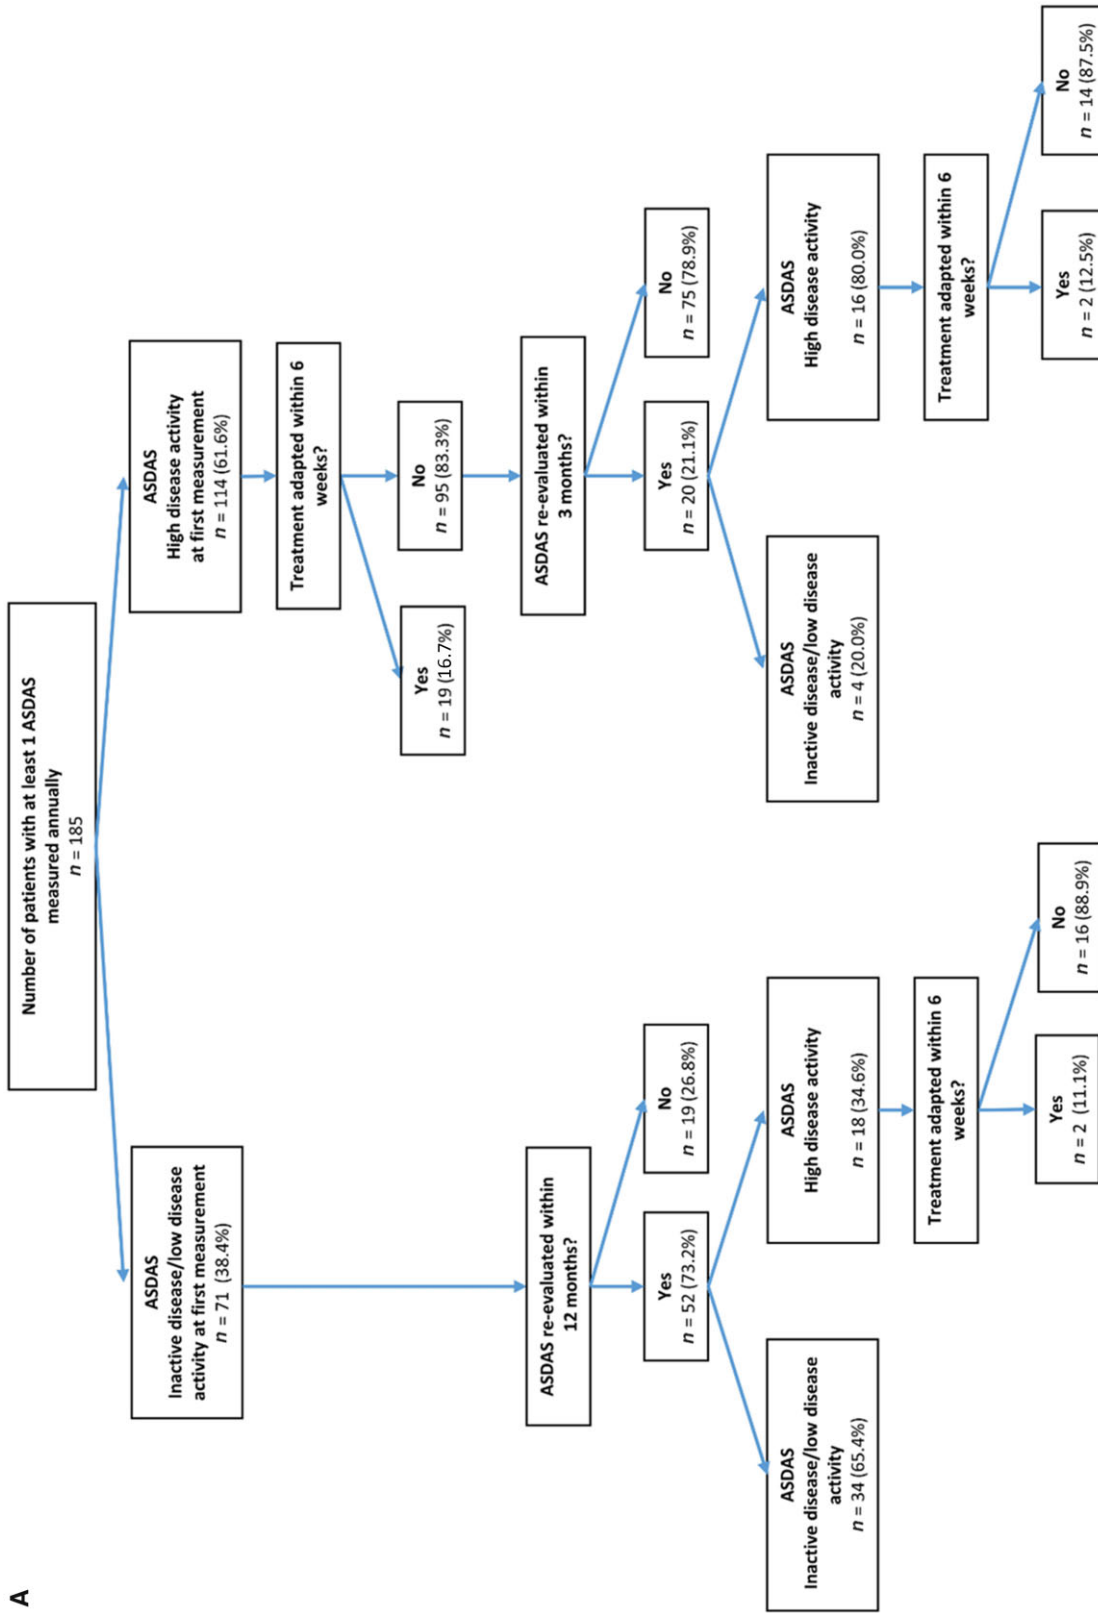 A
Number of patients with at least 1 ASDAS
measured annually
n = 185
ASDAS
Inactive disease/low disease
activity at first measurement
n = 71 (38.4%)
ASDAS re-evaluated within
12 months?
Yes
n = 52 (73.2%)
No
n = 19 (26.8%)
ASDAS
Inactive disease/low disease
activity
n = 34 (65.4%)
ASDAS
High disease activity
n = 18 (34.6%)
Treatment adapted within 6
weeks?
Yes
n = 2 (11.1%)
No
n = 16 (88.9%)
ASDAS
High disease activity
at first measurement
n = 114 (61.6%)
Treatment adapted within 6
weeks?
Yes
n = 19 (16.7%)
No
n = 95 (83.3%)
ASDAS re-evaluated within
3 months?
Yes
n = 20 (21.1%)
No
n = 75 (78.9%)
ASDAS
Inactive disease/low disease
activity
n = 4 (20.0%)
ASDAS
High disease activity
n = 16 (80.0%)
Treatment adapted within 6
weeks?
Yes
n = 2 (12.5%)
No
n = 14 (87.5%)